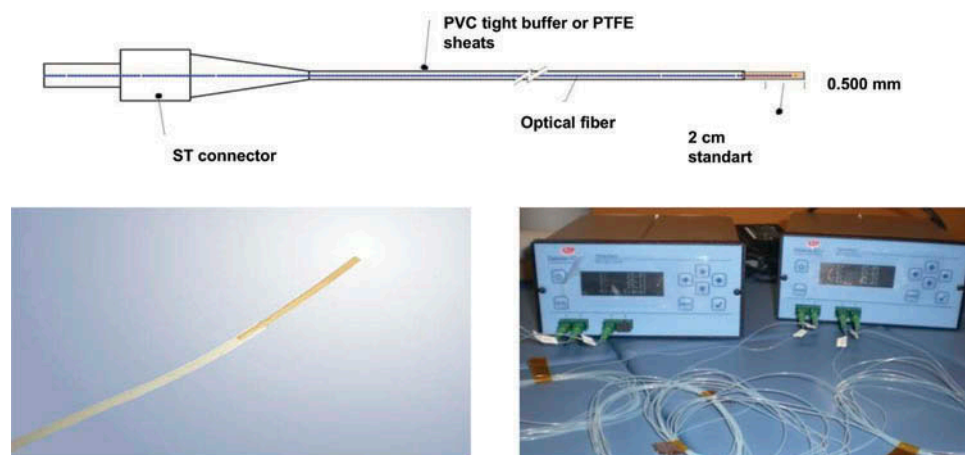 PVC tight buffer or PTFE
sheats
0.500 mm
Optical fiber
2 cm
standart
ST connector